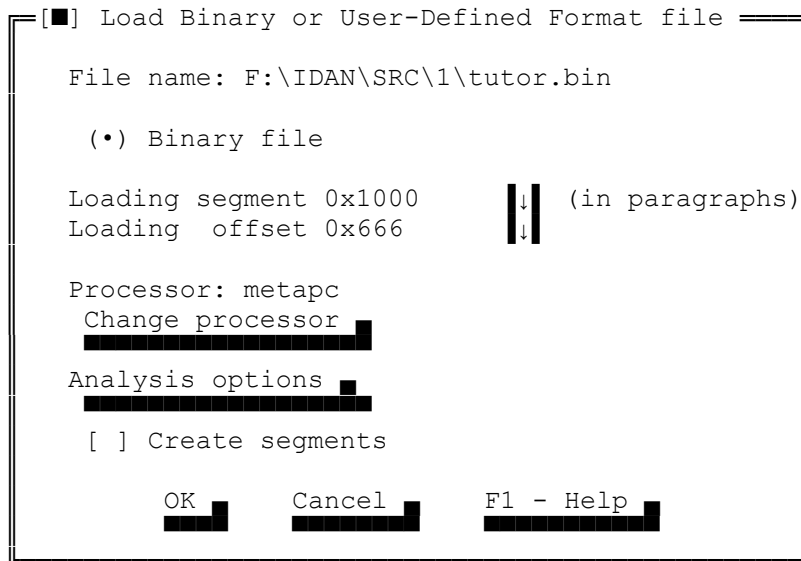 [■] Load Binary or User-Defined Format file
File name: F:\IDAN\SRC\1\tutor.bin
(•) Binary file
Loading segment 0x1000 ↓ (in paragraphs)
Loading  offset 0x666 ↓
Processor: metapc
Change processor
Analysis options
[ ] Create segments
OK Cancel F1 - Help